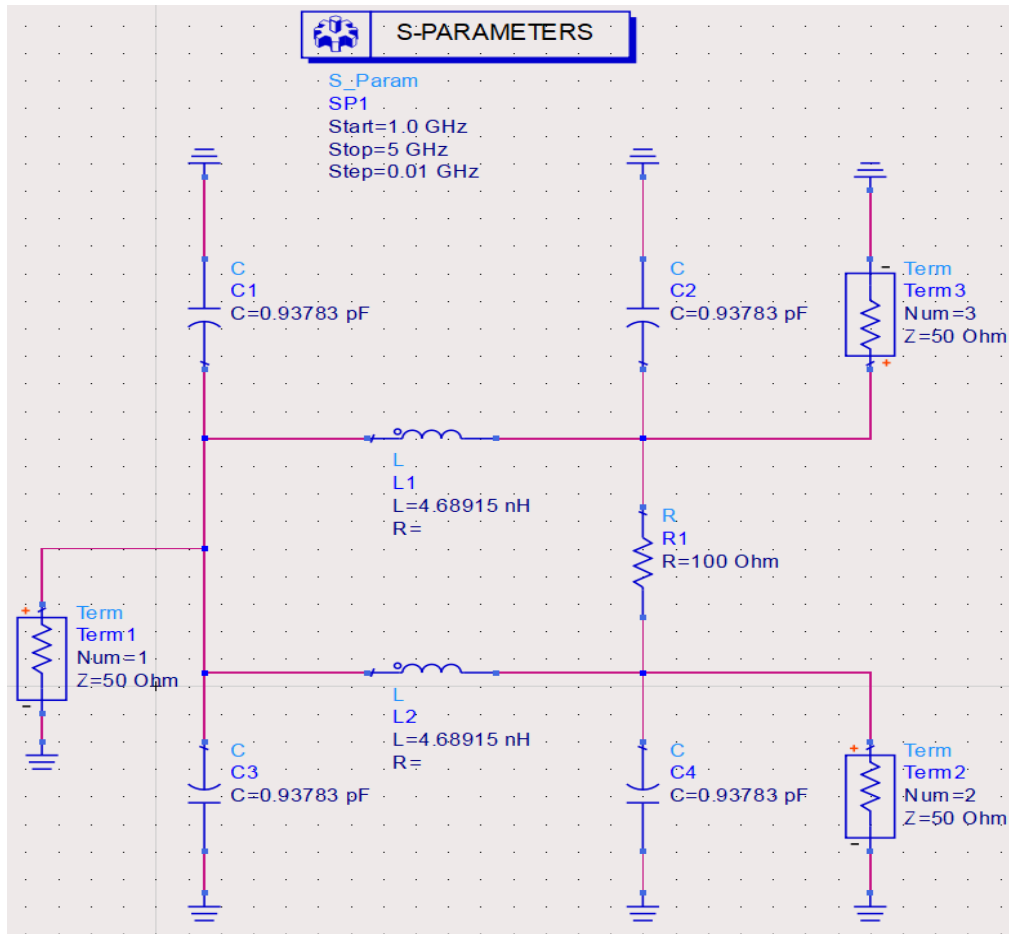 S-PARAMETERS
S_Param
SP1
Start=1.0 GHz
Stop=5 GHz
Step=0.01 GHz
C
C1
C=0.93783 pF
C
C2
C=0.93783 pF
-
Term
Term3
Num=3
Z=50 Ohm
+
L
L1
L=4.68915 nH
R=
R
R1
R=100 Ohm
+
Term
Term1
Num=1
Z=50 Ohm
-
L
L2
L=4.68915 nH
R=
C
C3
C=0.93783 pF
C
C4
C=0.93783 pF
+
Term
Term2
Num=2
Z=50 Ohm
-